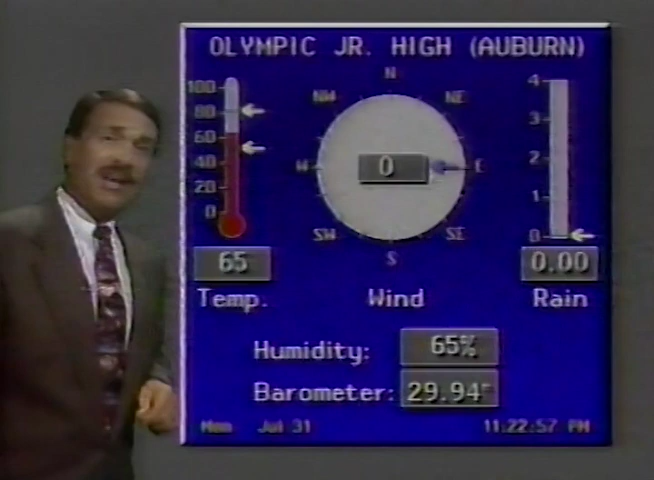 OLYMPIC JR. HIGH (AUBURN)
N
NW NE
W E
SW SE
S
100
80
60
40
20
0
0
4
3
2
1
0
65 0.00
Temp. Wind Rain
Humidity: 65%
Barometer: 29.94"
Mon Jul 31 11:22:57 PM